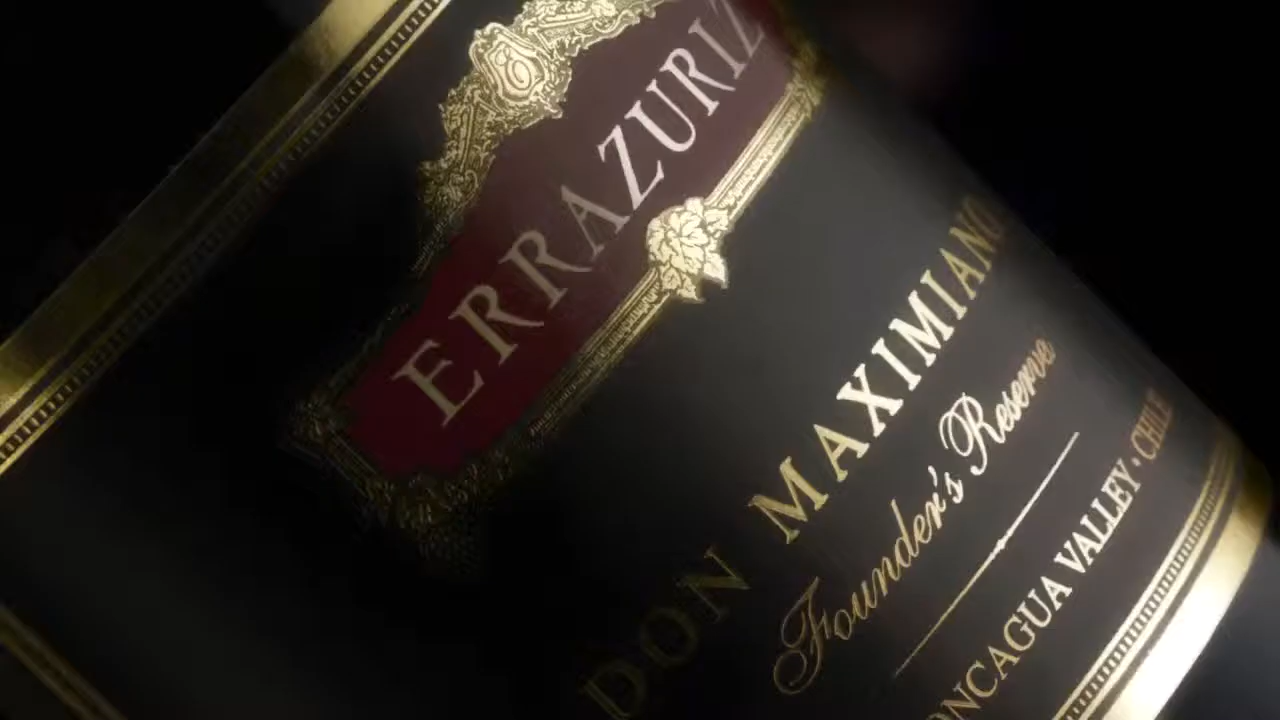 ERRAZURIZ
DON MAXIMIANO
Founder's Reserve
ONCAGUA VALLEY • CHILE